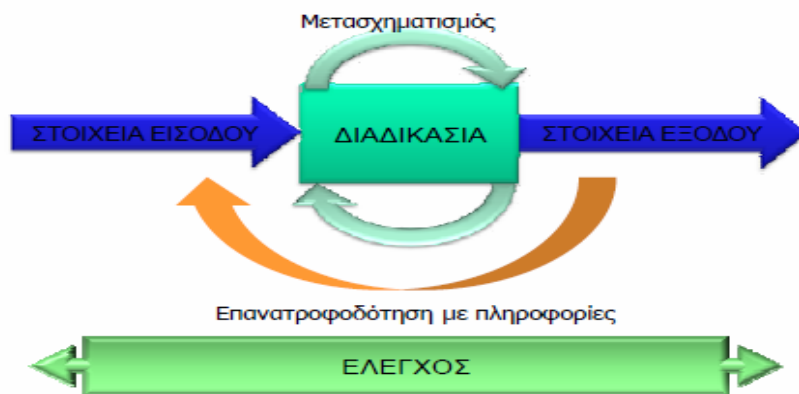 Μετασχηματισμός
ΣΤΟΙΧΕΙΑ ΕΙΣΟΔΟΥ
ΔΙΑΔΙΚΑΣΙΑ
ΣΤΟΙΧΕΙΑ ΕΞΟΔΟΥ
Επανατροφοδότηση με πληροφορίες
ΕΛΕΓΧΟΣ